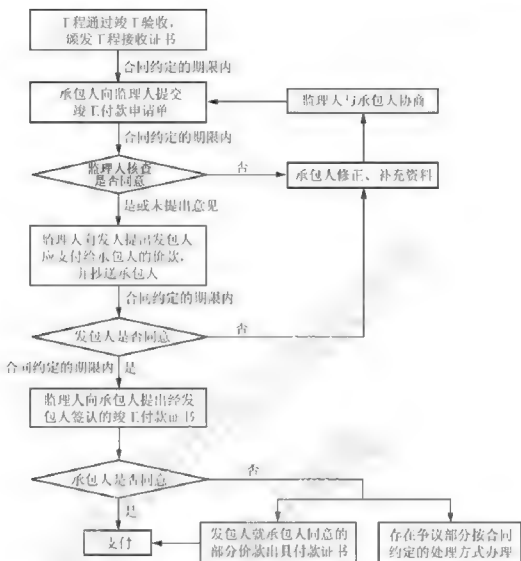 工程通过竣工验收，
颁发工程接收证书
合同约定的期限内
承包人向监理人提交
竣工付款申请单
监理人与承包人协商
合同约定的期限内
监理人核查
是否同意
否
承包人修正、补充资料
是或未提出意见
监理人向发人提出发包人
应支付给承包人的价款，
并抄送承包人
合同约定的期限内
发包人是否同意
否
合同约定的期限内
是
监理人向承包人提出经发
包人签认的竣工付款证书
承包人是否同意
否
是
支付
发包人就承包人同意的
部分价款出具付款证书
存在争议部分按合同
约定的处理方式办理